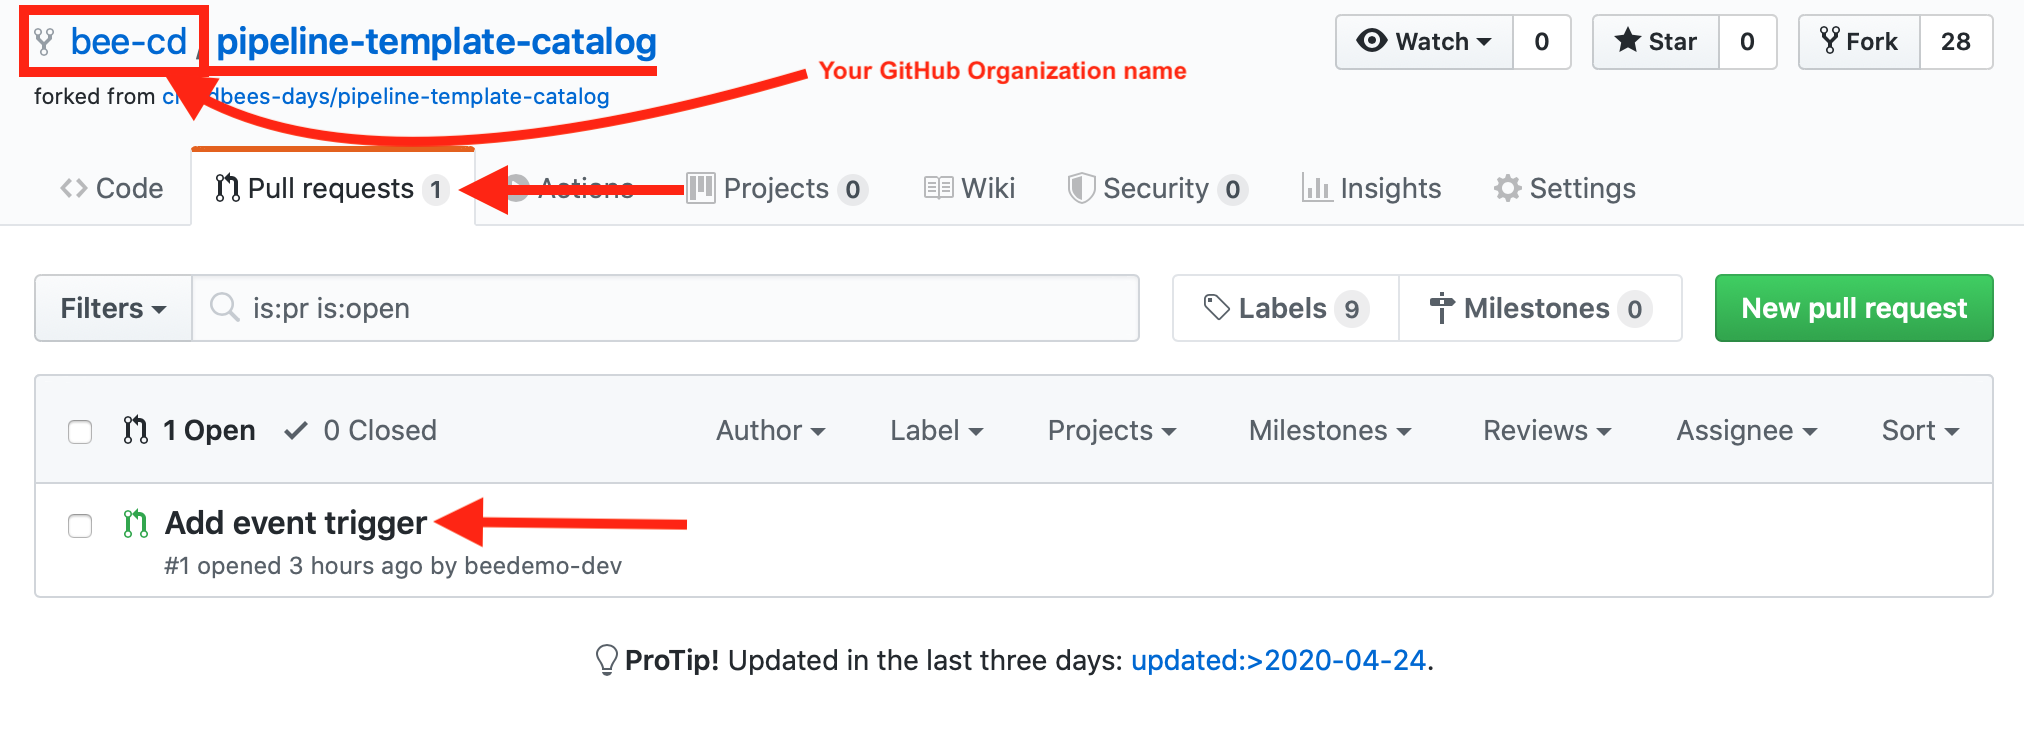 bee-cd / pipeline-template-catalog
Watch 0
Star 0
Fork 28
Your GitHub Organization name
forked from cloudbees-days/pipeline-template-catalog
Code
Pull requests 1
Actions
Projects 0
Wiki
Security 0
Insights
Settings
Filters
is:pr is:open
Labels 9
Milestones 0
New pull request
1 Open
0 Closed
Author
Label
Projects
Milestones
Reviews
Assignee
Sort
Add event trigger
#1 opened 3 hours ago by beedemo-dev
ProTip! Updated in the last three days: updated:>2020-04-24.